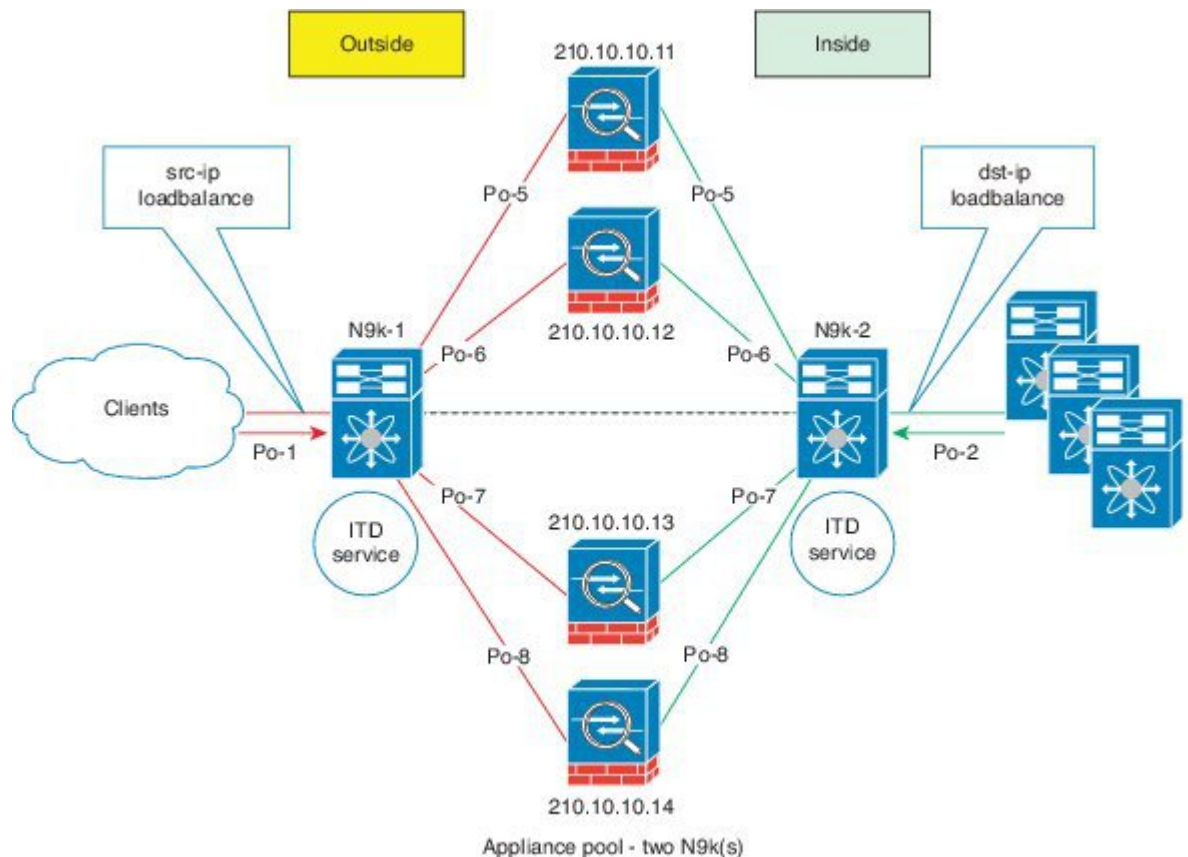 Outside
Inside
210.10.10.11
src-ip
loadbalance
dst-ip
loadbalance
Po-5
Po-5
N9k-1
210.10.10.12
N9k-2
Po-6
Po-6
Clients
Po-1
Po-2
Po-7
Po-7
ITD
service
210.10.10.13
ITD
service
Po-8
Po-8
210.10.10.14
Appliance pool - two N9k(s)